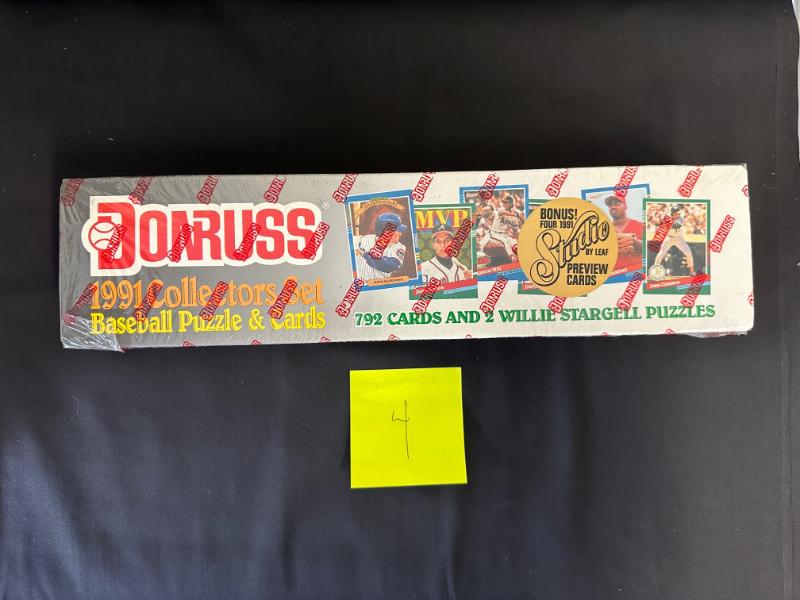 DONRUSS®
1991 Collectors Set
Baseball Puzzle & Cards
MVP
BONUS!
FOUR 1991
Studio
BY LEAF
PREVIEW
CARDS
792 CARDS AND 2 WILLIE STARGELL PUZZLES
DONRUSS
4